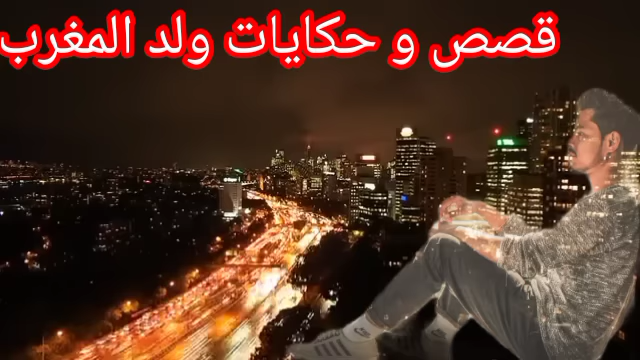 قصص و حكايات ولد المغرب